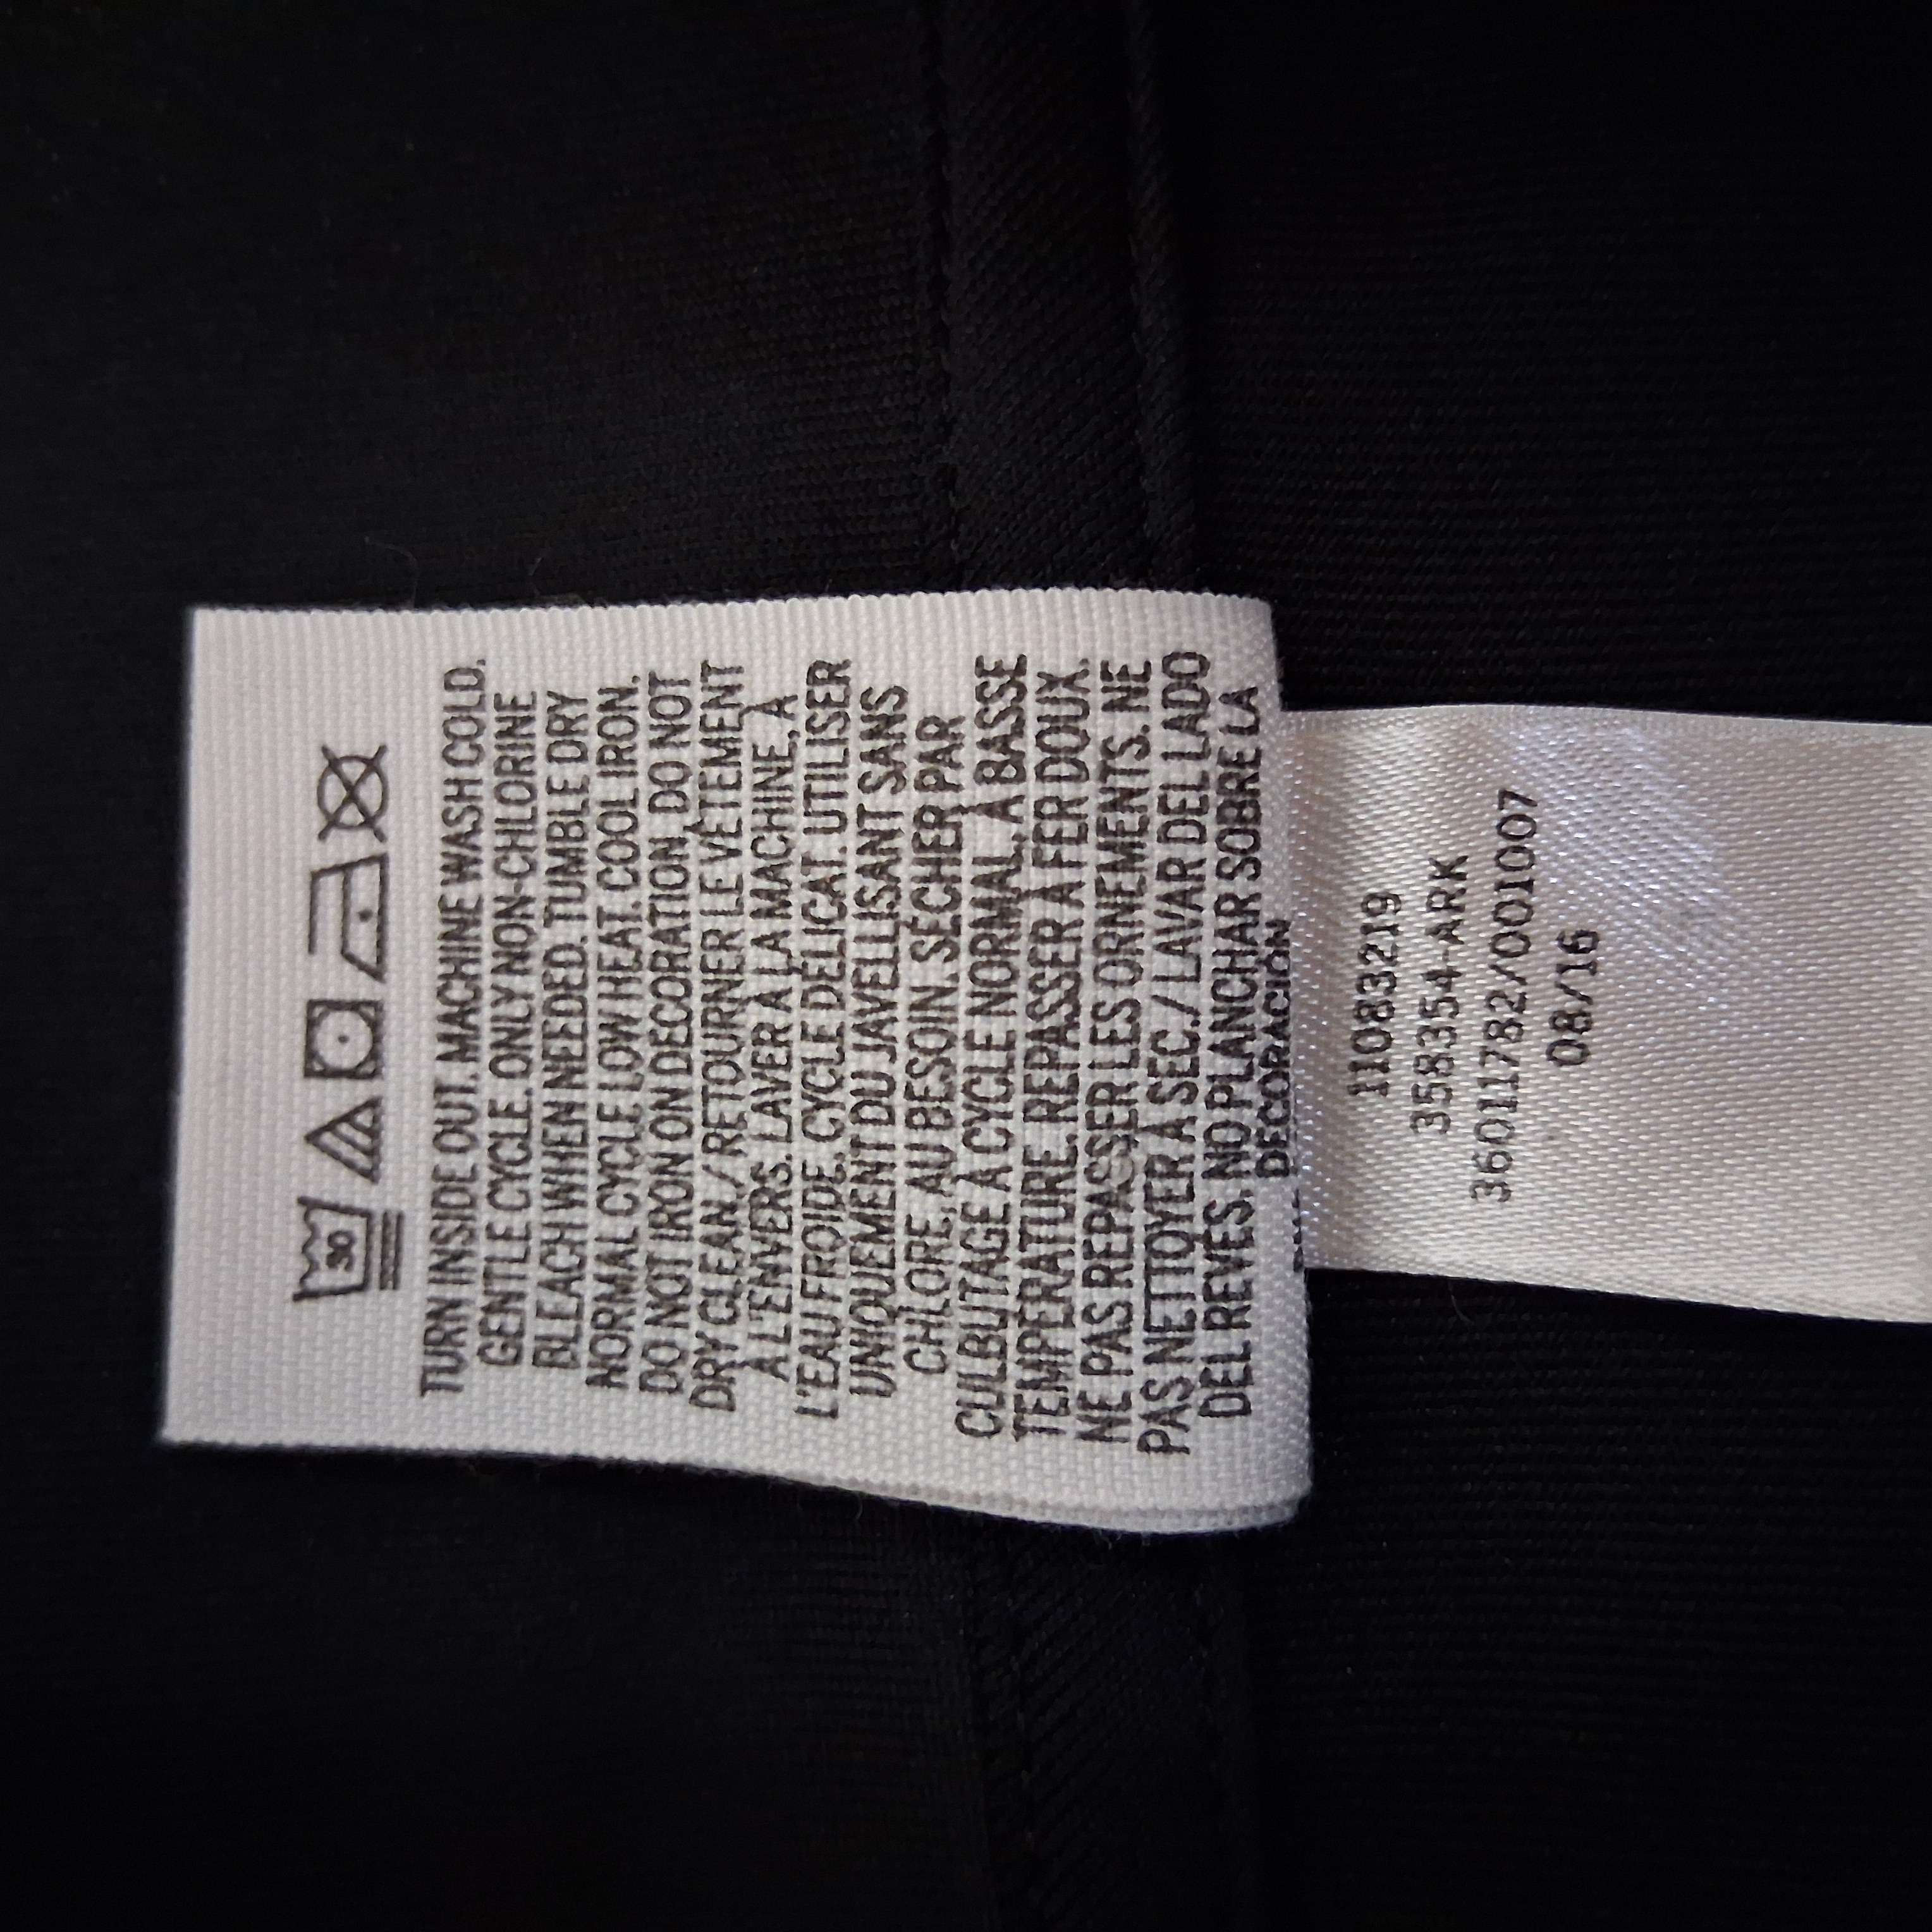 30
TURN INSIDE OUT. MACHINE WASH COLD.
GENTLE CYCLE. ONLY NON-CHLORINE
BLEACH WHEN NEEDED. TUMBLE DRY
NORMAL CYCLE LOW HEAT. COOL IRON.
DO NOT IRON ON DECORATION. DO NOT
DRY CLEAN./RETOURNER LE VÊTEMENT
À L'ENVERS. LAVER À LA MACHINE, À
L'EAU FROIDE. CYCLE DÉLICAT. UTILISER
UNIQUEMENT DU JAVELLISANT SANS
CHLORE, AU BESOIN. SÉCHER PAR
CULBUTAGE À CYCLE NORMAL, À BASSE
TEMPÉRATURE. REPASSER À FER DOUX.
NE PAS REPASSER LES ORNEMENTS. NE
PAS NETTOYER À SEC./ LAVAR DEL LADO
DEL REVÉS. NO PLANCHAR SOBRE LA
DECORACIÓN
11083219
358354-ARK
36011782/001007
08/16